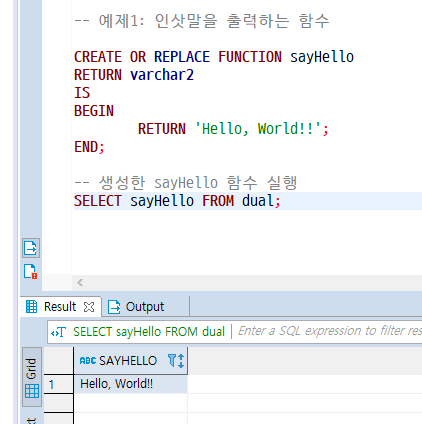 -- 예제1: 인삿말을 출력하는 함수
CREATE OR REPLACE FUNCTION sayHello
RETURN varchar2
IS
BEGIN
RETURN 'Hello, World!!';
END;
-- 생성한 sayHello 함수 실행
SELECT sayHello FROM dual;
Result
Output
SELECT sayHello FROM dual
Enter a SQL expression to filter res
Grid
ABC SAYHELLO
1 Hello, World!!